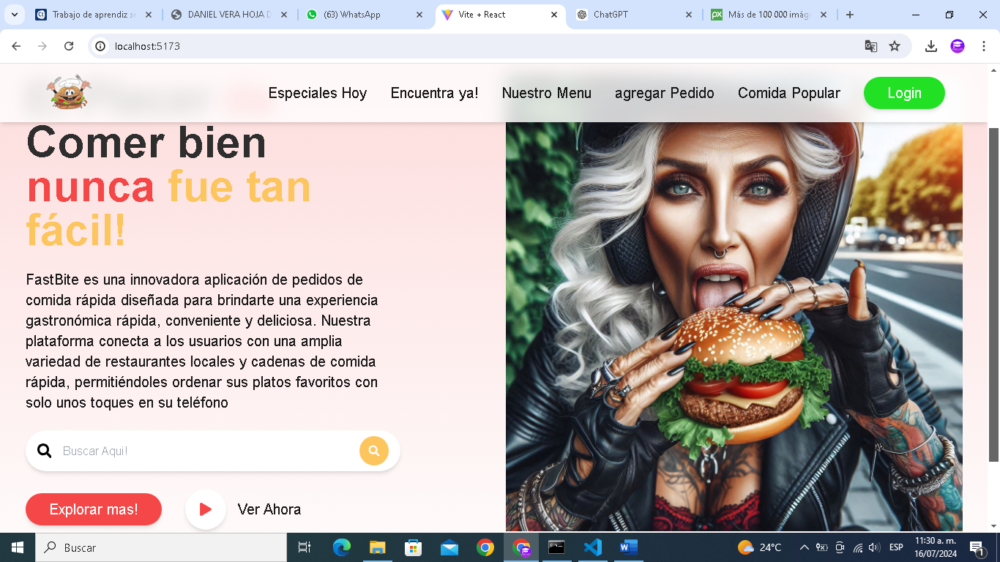 Trabajo de aprendiz se
DANIEL VERA HOJA D
(63) WhatsApp
Vite + React
ChatGPT
Más de 100 000 imág
localhost:5173
Especiales Hoy
Encuentra ya!
Nuestro Menu
agregar Pedido
Comida Popular
Login
Comer bien
nunca fue tan
fácil!
FastBite es una innovadora aplicación de pedidos de
comida rápida diseñada para brindarte una experiencia
gastronómica rápida, conveniente y deliciosa. Nuestra
plataforma conecta a los usuarios con una amplia
variedad de restaurantes locales y cadenas de comida
rápida, permitiéndoles ordenar sus platos favoritos con
solo unos toques en su teléfono
Buscar Aqui!
Explorar mas!
Ver Ahora
Buscar
24°C
ESP
11:30 a. m.
16/07/2024
1